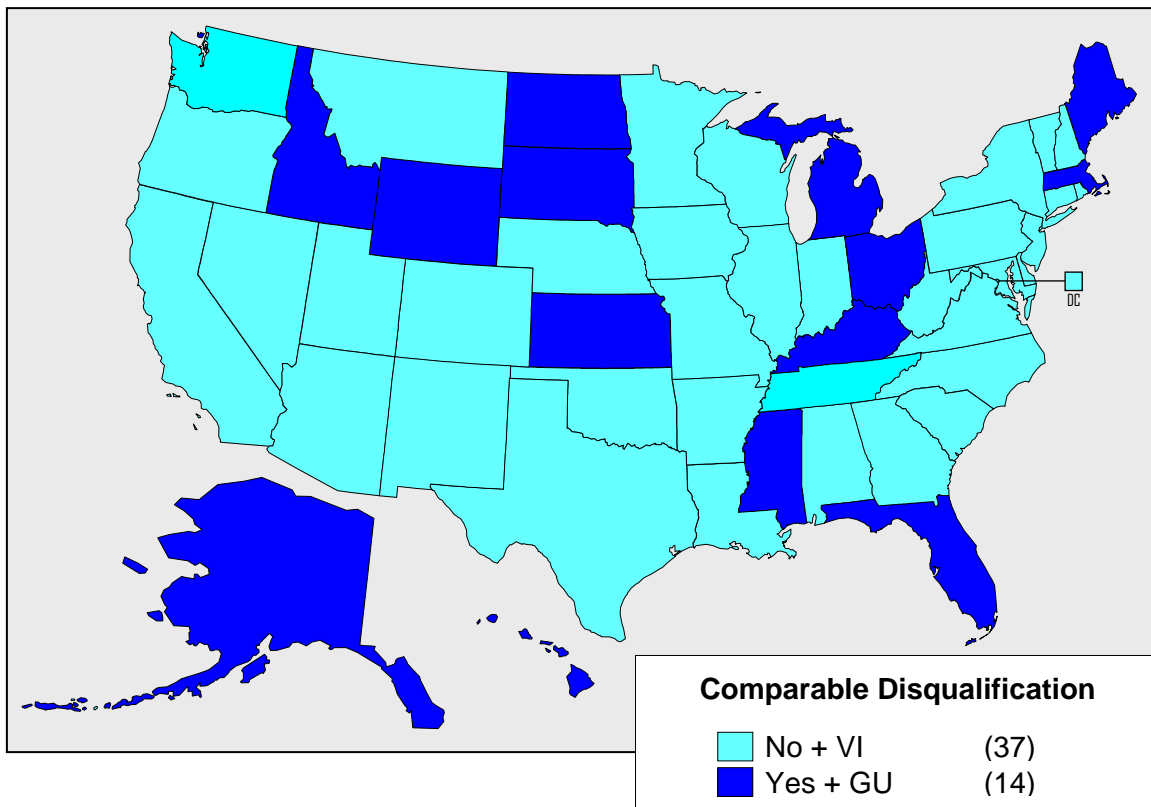 DC
Comparable Disqualification
No + VI (37)
Yes + GU (14)